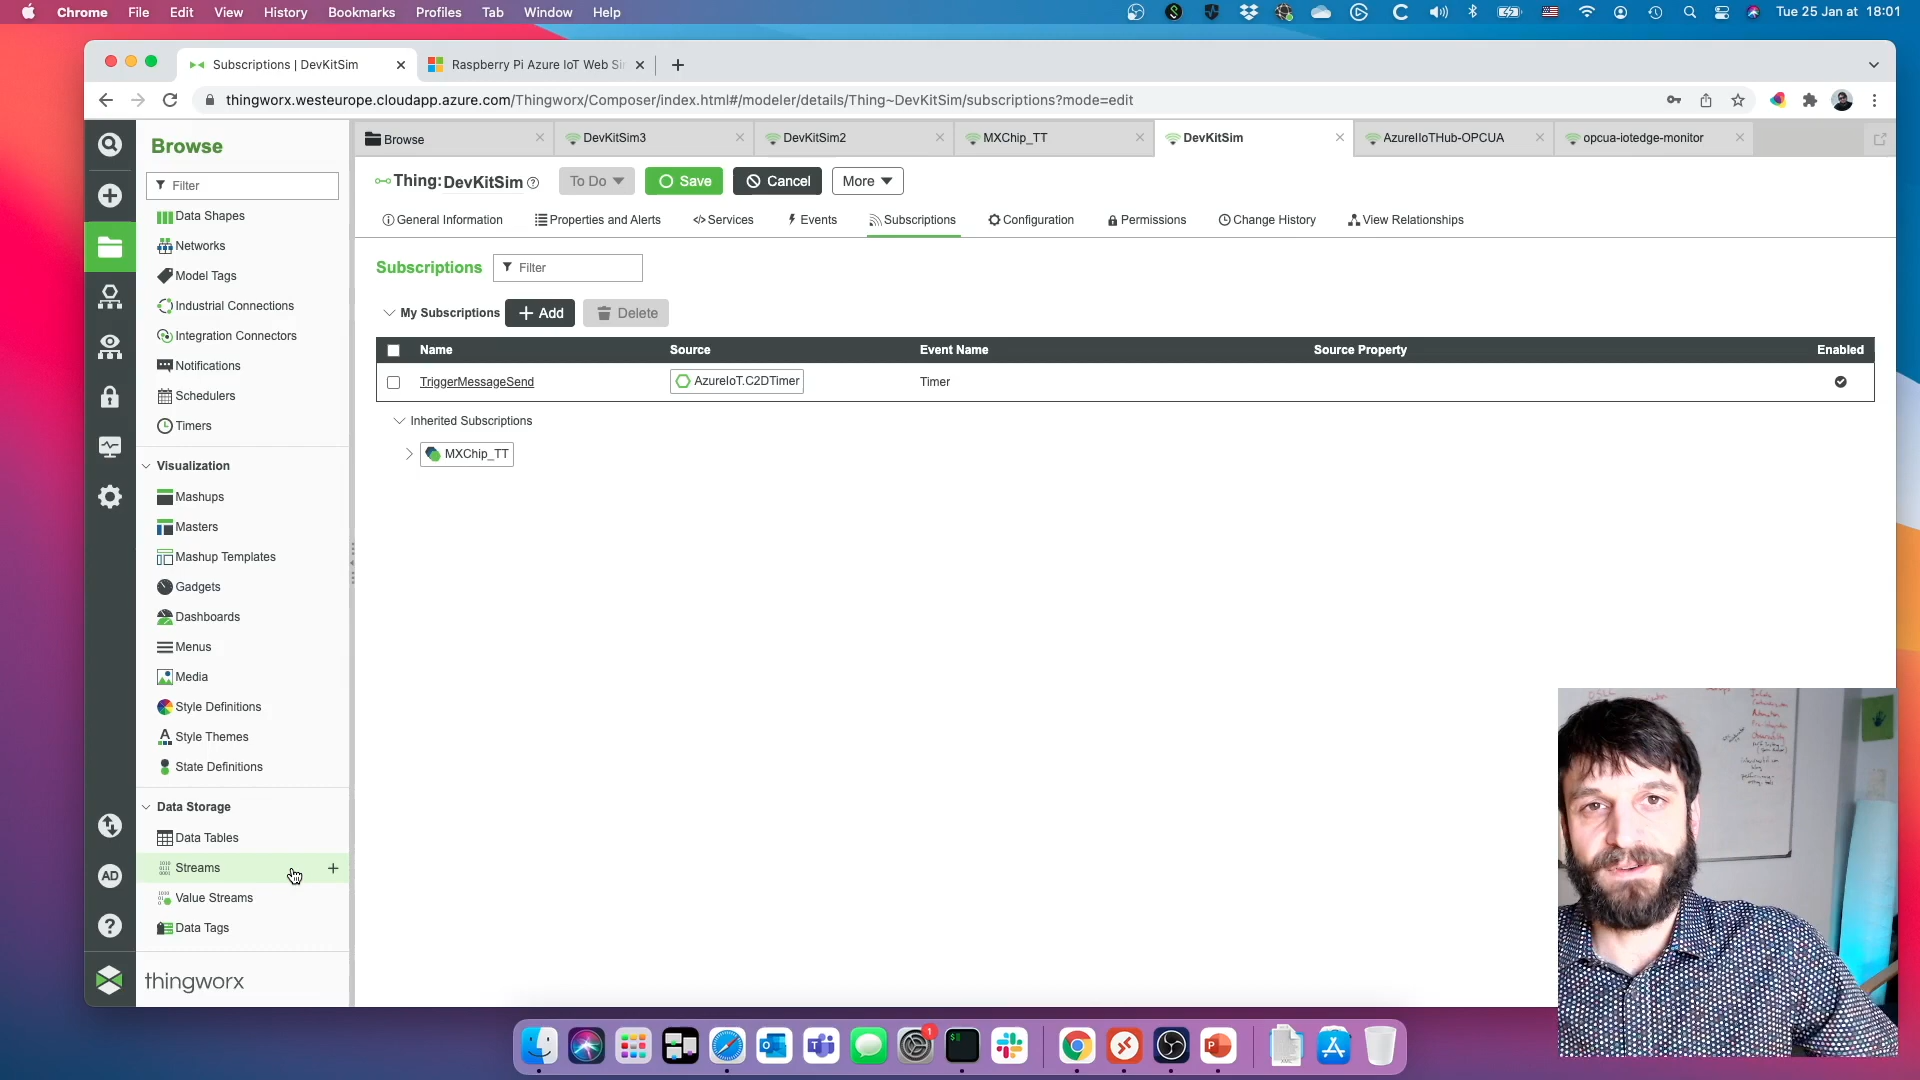 Chrome File Edit View History Bookmarks Profiles Tab Window Help
Tue 25 Jan at 18:01
Subscriptions | DevKitSim
Raspberry Pi Azure IoT Web Si
thingworx.westeurope.cloudapp.azure.com/Thingworx/Composer/index.html#/modeler/details/Thing~DevKitSim/subscriptions?mode=edit
Browse
Filter
Data Shapes
Networks
Model Tags
Industrial Connections
Integration Connectors
Notifications
Schedulers
Timers
Visualization
Mashups
Masters
Mashup Templates
Gadgets
Dashboards
Menus
Media
Style Definitions
Style Themes
State Definitions
Data Storage
Data Tables
Streams
Value Streams
Data Tags
AD
thingworx
Browse DevKitSim3 DevKitSim2 MXChip_TT DevKitSim AzureIIoTHub-OPCUA opcua-iotedge-monitor
Thing: DevKitSim To Do Save Cancel More
General Information Properties and Alerts Services Events Subscriptions Configuration Permissions Change History View Relationships
Subscriptions Filter
My Subscriptions + Add Delete
Name Source Event Name Source Property Enabled
TriggerMessageSend AzureIoT.C2DTimer Timer
Inherited Subscriptions
MXChip_TT
1